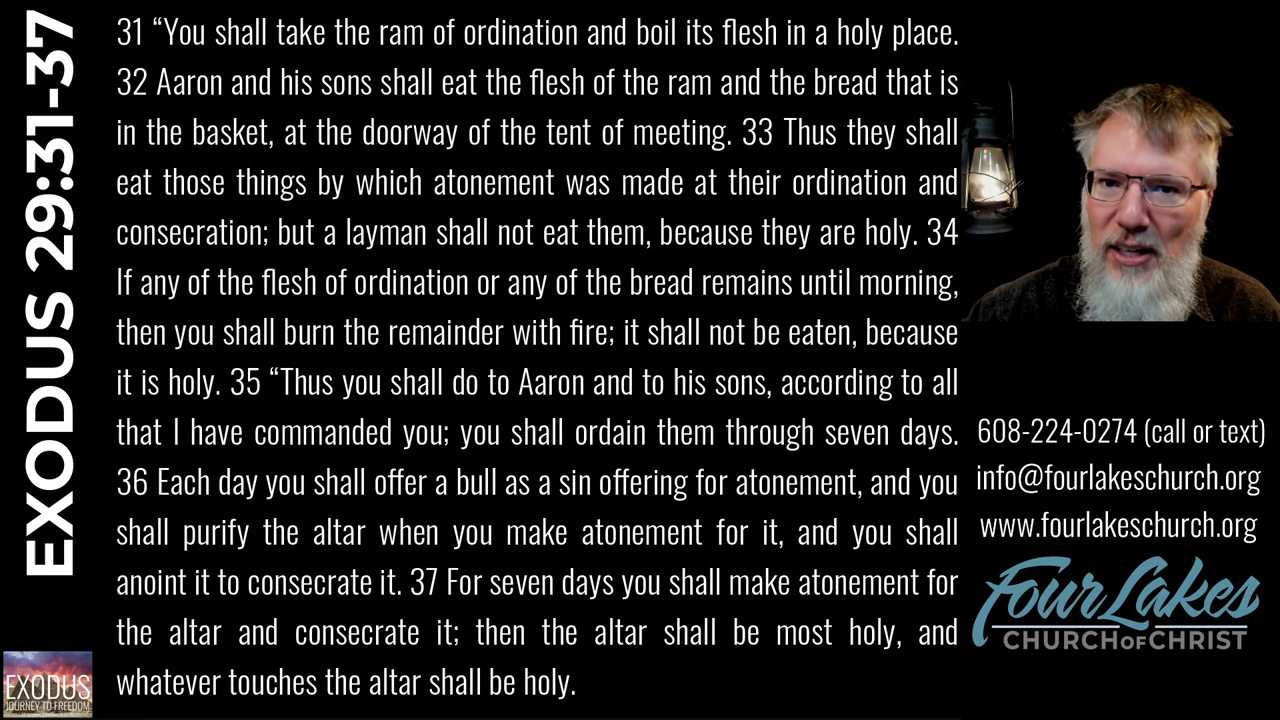 EXODUS 29:31-37
31 “You shall take the ram of ordination and boil its flesh in a holy place.
32 Aaron and his sons shall eat the flesh of the ram and the bread that is
in the basket, at the doorway of the tent of meeting. 33 Thus they shall
eat those things by which atonement was made at their ordination and
consecration; but a layman shall not eat them, because they are holy. 34
If any of the flesh of ordination or any of the bread remains until morning,
then you shall burn the remainder with fire; it shall not be eaten, because
it is holy. 35 “Thus you shall do to Aaron and to his sons, according to all
that I have commanded you; you shall ordain them through seven days.
36 Each day you shall offer a bull as a sin offering for atonement, and you
shall purify the altar when you make atonement for it, and you shall
anoint it to consecrate it. 37 For seven days you shall make atonement for
the altar and consecrate it; then the altar shall be most holy, and
whatever touches the altar shall be holy.
608-224-0274 (call or text)
info@fourlakeschurch.org
www.fourlakeschurch.org
Four Lakes
CHURCH OF CHRIST
EXODUS
JOURNEY TO FREEDOM